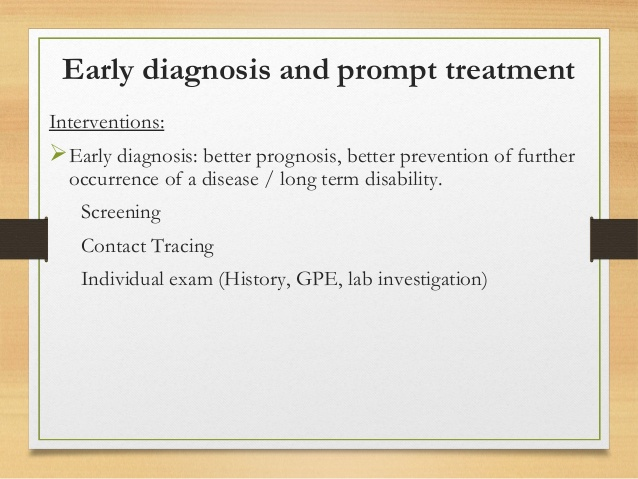 Early diagnosis and prompt treatment
Interventions:
Early diagnosis: better prognosis, better prevention of further
occurrence of a disease / long term disability.
Screening
Contact Tracing
Individual exam (History, GPE, lab investigation)